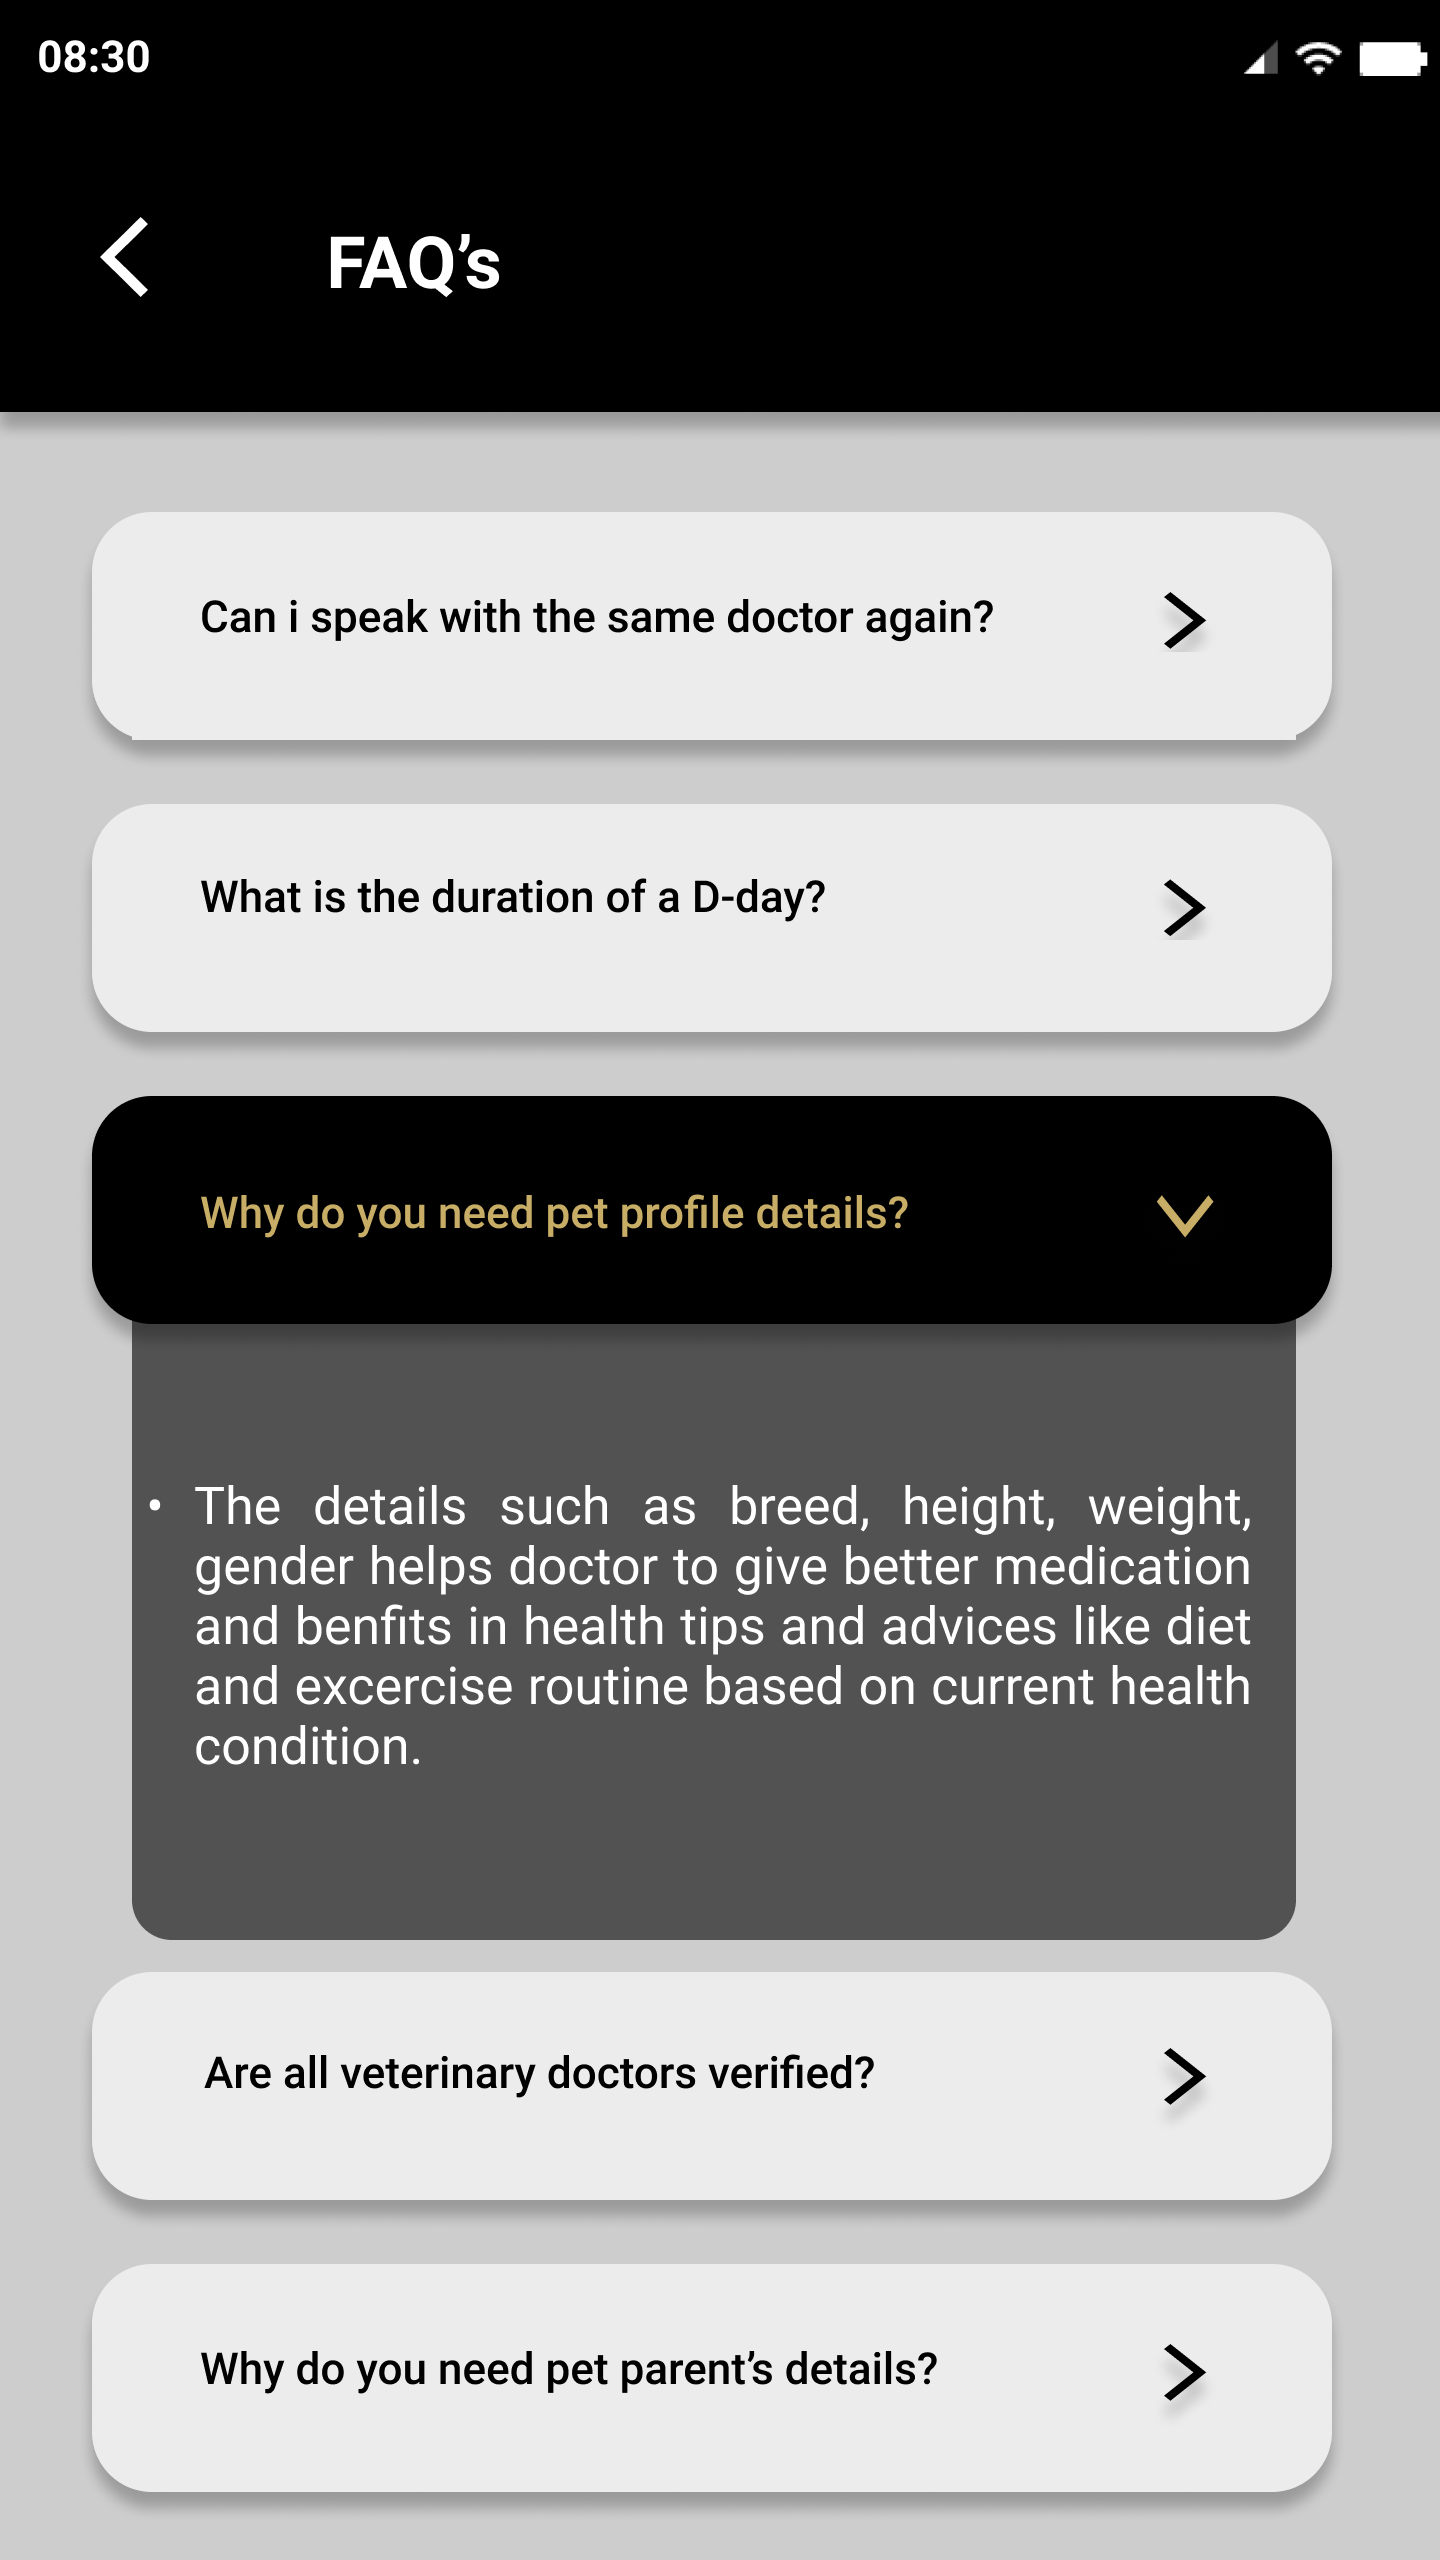 08:30
FAQ’s
Can i speak with the same doctor again?
What is the duration of a D-day?
Why do you need pet profile details?
• The details such as breed, height, weight,
gender helps doctor to give better medication
and benfits in health tips and advices like diet
and excercise routine based on current health
condition.
Are all veterinary doctors verified?
Why do you need pet parent’s details?